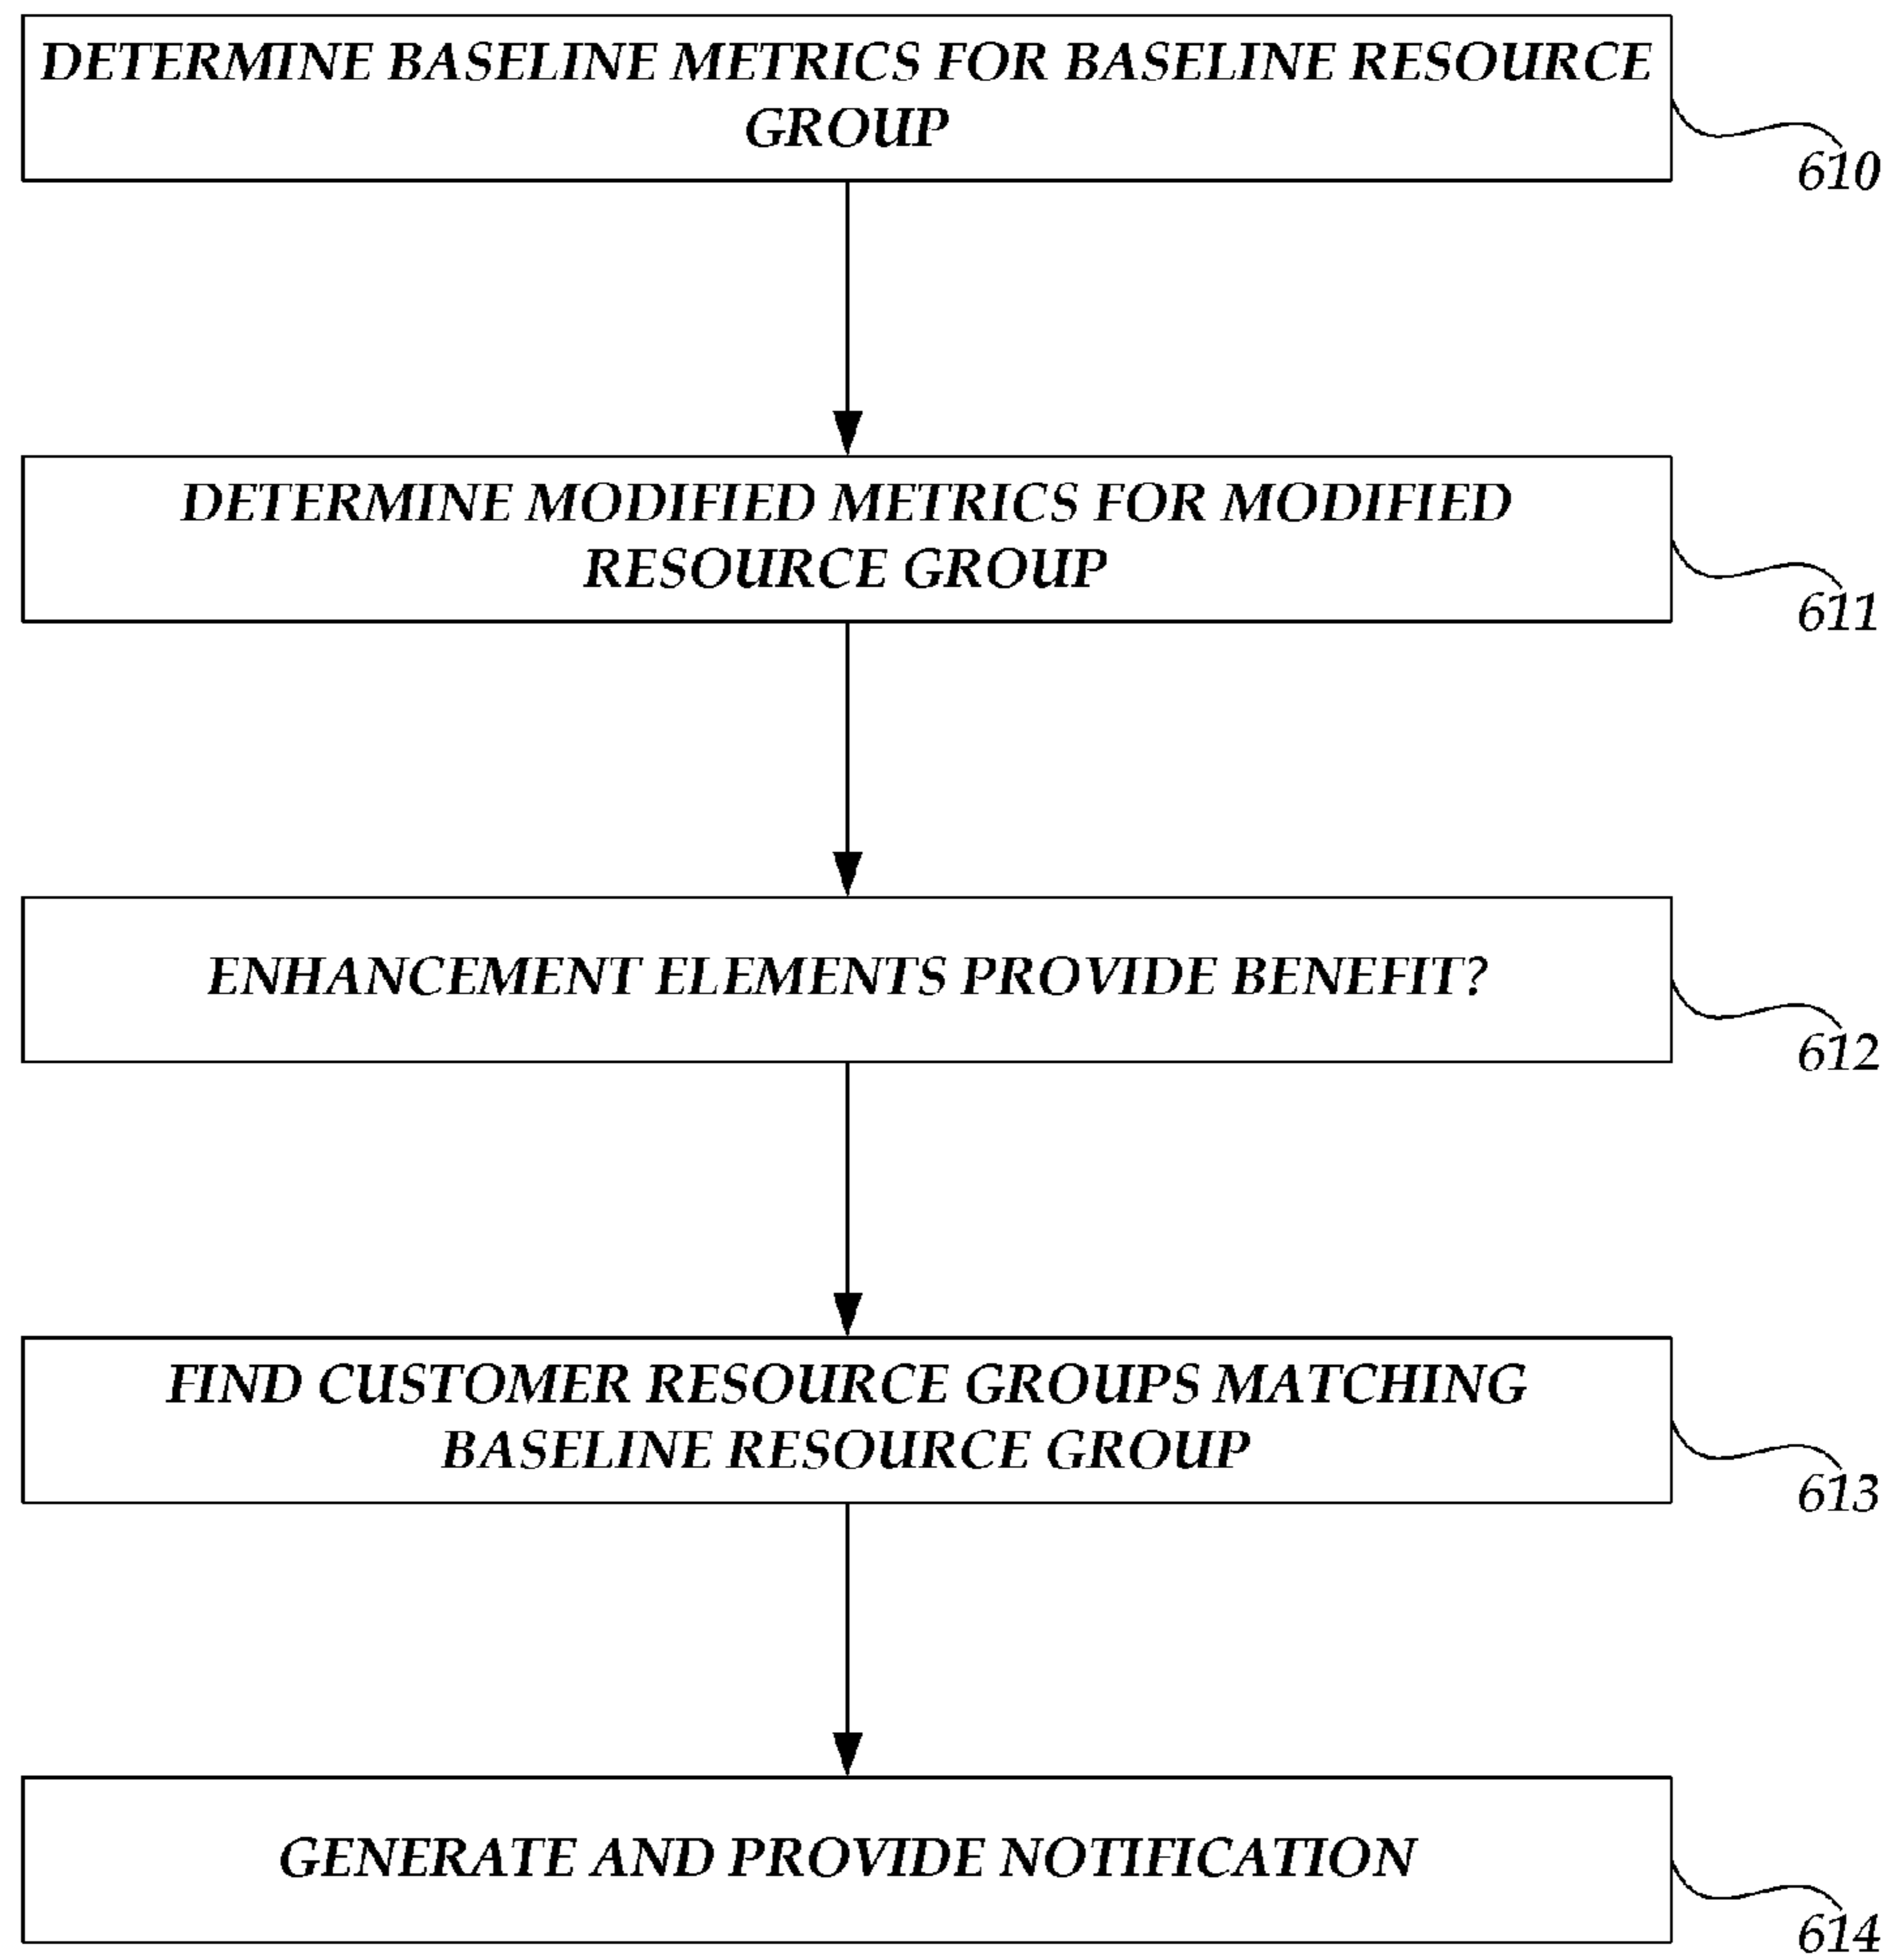 DETERMINE BASELINE METRICS FOR BASELINE RESOURCE
GROUP
610
DETERMINE MODIFIED METRICS FOR MODIFIED
RESOURCE GROUP
611
ENHANCEMENT ELEMENTS PROVIDE BENEFIT?
612
FIND CUSTOMER RESOURCE GROUPS MATCHING
BASELINE RESOURCE GROUP
613
GENERATE AND PROVIDE NOTIFICATION
614